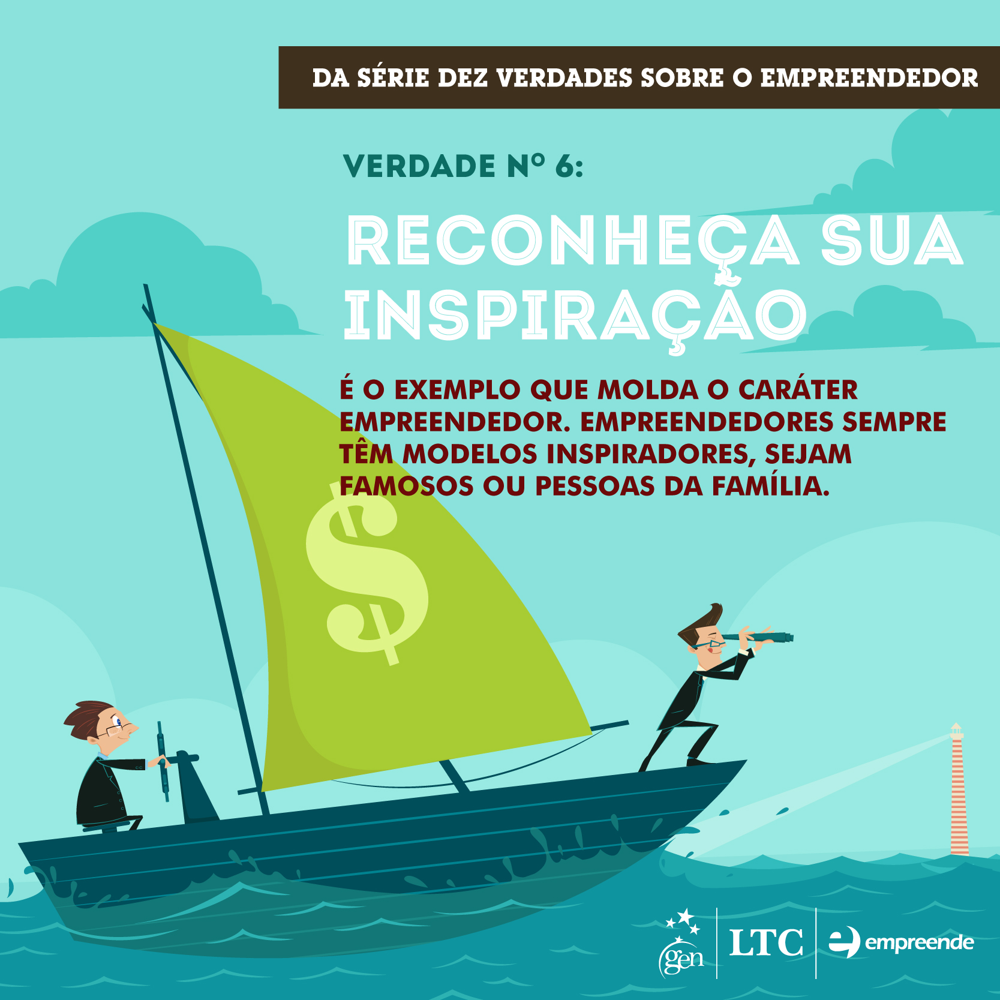 DA SÉRIE DEZ VERDADES SOBRE O EMPREENDEDOR
VERDADE Nº 6:
RECONHEÇA SUA
INSPIRAÇÃO
É O EXEMPLO QUE MOLDA O CARÁTER
EMPREENDEDOR. EMPREENDEDORES SEMPRE
TÊM MODELOS INSPIRADORES, SEJAM
FAMOSOS OU PESSOAS DA FAMÍLIA.
$
gen LTC e empreende